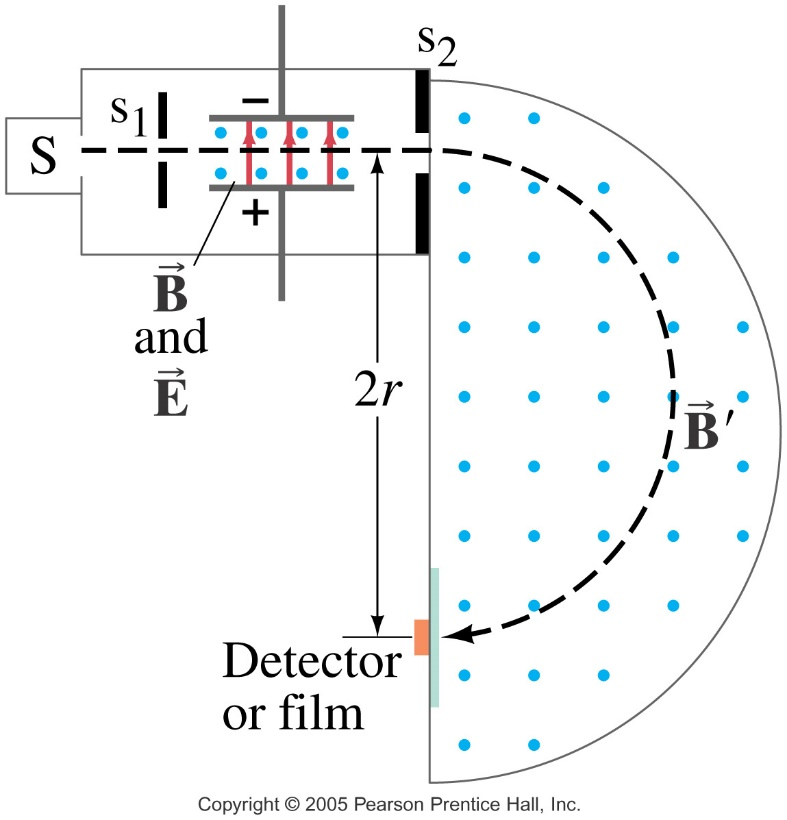 S₂
S₁
−
S
+
B⃗
and
E⃗
2r
B⃗′
Detector
or film
Copyright © 2005 Pearson Prentice Hall, Inc.